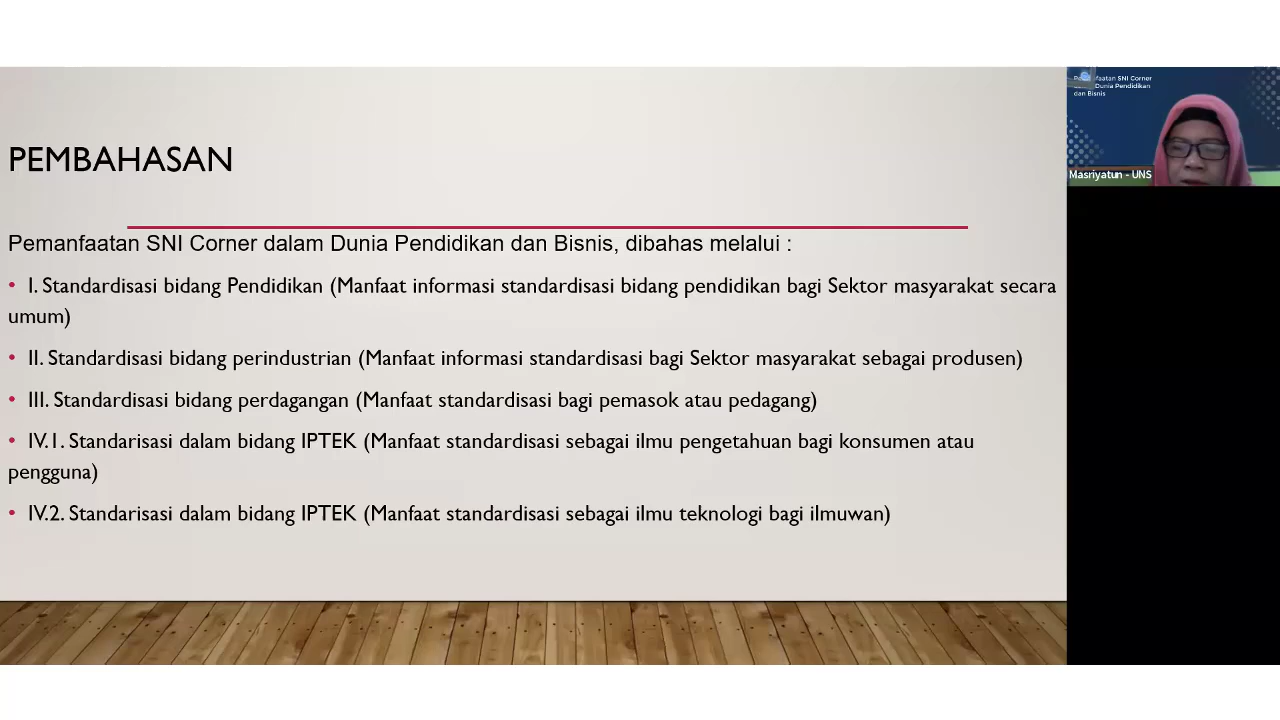 PEMBAHASAN
Pemanfaatan SNI Corner dalam Dunia Pendidikan dan Bisnis, dibahas melalui :
• I. Standardisasi bidang Pendidikan (Manfaat informasi standardisasi bidang pendidikan bagi Sektor masyarakat secara
umum)
• II. Standardisasi bidang perindustrian (Manfaat informasi standardisasi bagi Sektor masyarakat sebagai produsen)
• III. Standardisasi bidang perdagangan (Manfaat standardisasi bagi pemasok atau pedagang)
• IV.1. Standarisasi dalam bidang IPTEK (Manfaat standardisasi sebagai ilmu pengetahuan bagi konsumen atau
pengguna)
• IV.2. Standarisasi dalam bidang IPTEK (Manfaat standardisasi sebagai ilmu teknologi bagi ilmuwan)
SNI Corner
Dunia Pendidikan
dan Bisnis
Masriyatun - UNS